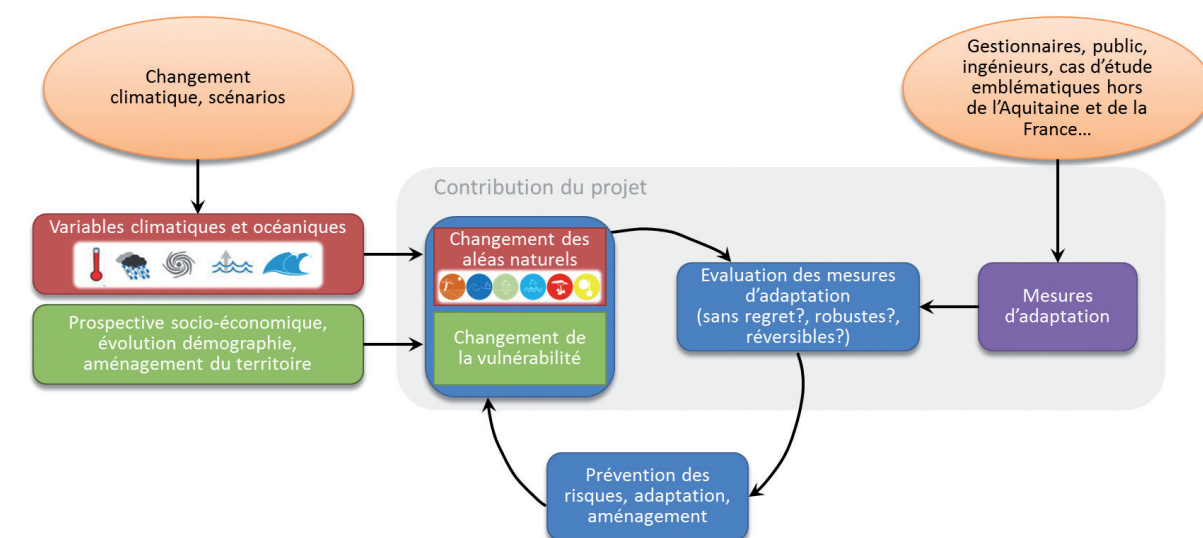 Changement
climatique, scénarios
Gestionnaires, public,
ingénieurs, cas d'étude
emblématiques hors
de l'Aquitaine et de la
France...
Contribution du projet
Variables climatiques et océaniques
Changement des
aléas naturels
Evaluation des mesures
d'adaptation
(sans regret?, robustes?,
réversibles?)
Mesures
d'adaptation
Prospective socio-économique,
évolution démographie,
aménagement du territoire
Changement de
la vulnérabilité
Prévention des
risques, adaptation,
aménagement